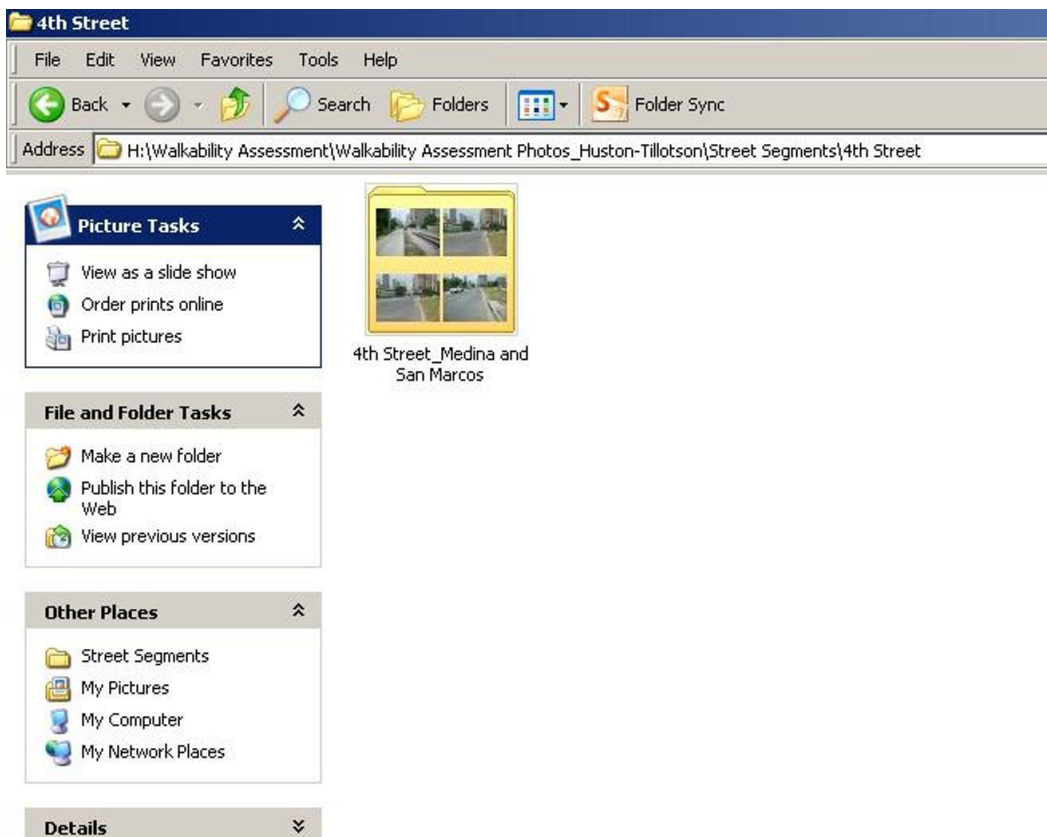 4th Street
File Edit View Favorites Tools Help
Back Search Folders Folder Sync
Address H:\Walkability Assessment\Walkability Assessment Photos_Huston-Tillotson\Street Segments\4th Street
Picture Tasks
View as a slide show
Order prints online
Print pictures
File and Folder Tasks
Make a new folder
Publish this folder to the
Web
View previous versions
Other Places
Street Segments
My Pictures
My Computer
My Network Places
Details
4th Street_Medina and
San Marcos